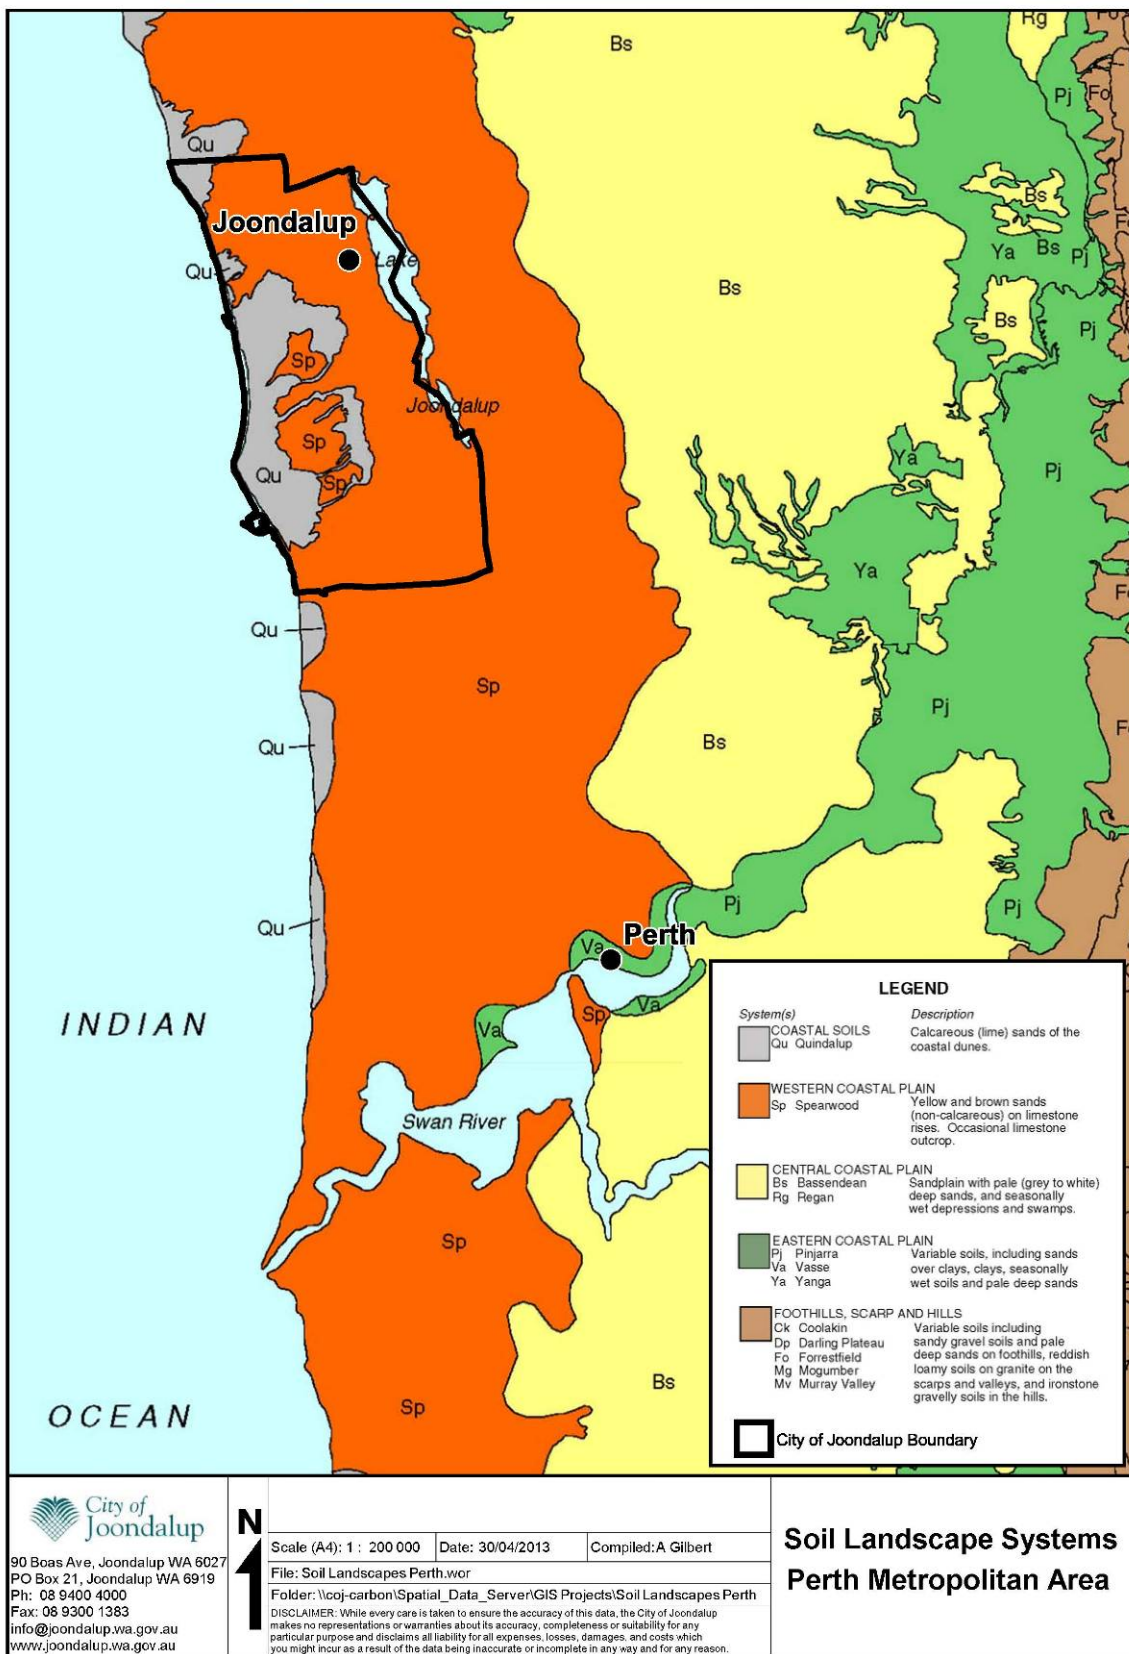 Bs
Rg
Fo
Pj
Fo
Qu
Bs
Joondalup
Ya
Bs
Pj
Qu
Lake
Bs
Bs
Pj
Sp
Joondalup
Sp
Ya
Pj
Qu
Sp
Ya
Qu
Sp
Pj
Qu
Bs
Qu
Pj
Pj
Va
Perth
Va
INDIAN
Va
Sp
Swan River
Sp
Bs
OCEAN
Sp
LEGEND
System(s) Description
COASTAL SOILS Calcareous (lime) sands of the
Qu Quindalup coastal dunes.
WESTERN COASTAL PLAIN
Sp Spearwood Yellow and brown sands
(non-calcareous) on limestone
rises. Occasional limestone
outcrop.
CENTRAL COASTAL PLAIN
Bs Bassendean Sandplain with pale (grey to white)
Rg Regan deep sands, and seasonally
wet depressions and swamps.
EASTERN COASTAL PLAIN
Pj Pinjarra Variable soils, including sands
Va Vasse over clays, clays, seasonally
Ya Yanga wet soils and pale deep sands
FOOTHILLS, SCARP AND HILLS
Ck Coolakin Variable soils including
Dp Darling Plateau sandy gravel soils and pale
Fo Forrestfield deep sands on foothills, reddish
Mg Mogumber loamy soils on granite on the
Mv Murray Valley scarps and valleys, and ironstone
gravelly soils in the hills.
City of Joondalup Boundary
City of
Joondalup
90 Boas Ave, Joondalup WA 6027
PO Box 21, Joondalup WA 6919
Ph: 08 9400 4000
Fax: 08 9300 1383
info@joondalup.wa.gov.au
www.joondalup.wa.gov.au
N
Scale (A4): 1 : 200 000 Date: 30/04/2013 Compiled:A Gilbert
File: Soil Landscapes Perth.wor
Folder: \\coj-carbon\Spatial_Data_Server\GIS Projects\Soil Landscapes Perth
DISCLAIMER: While every care is taken to ensure the accuracy of this data, the City of Joondalup
makes no representations or warranties about its accuracy, completeness or suitability for any
particular purpose and disclaims all liability for all expenses, losses, damages, and costs which
you might incur as a result of the data being inaccurate or incomplete in any way and for any reason.
Soil Landscape Systems
Perth Metropolitan Area